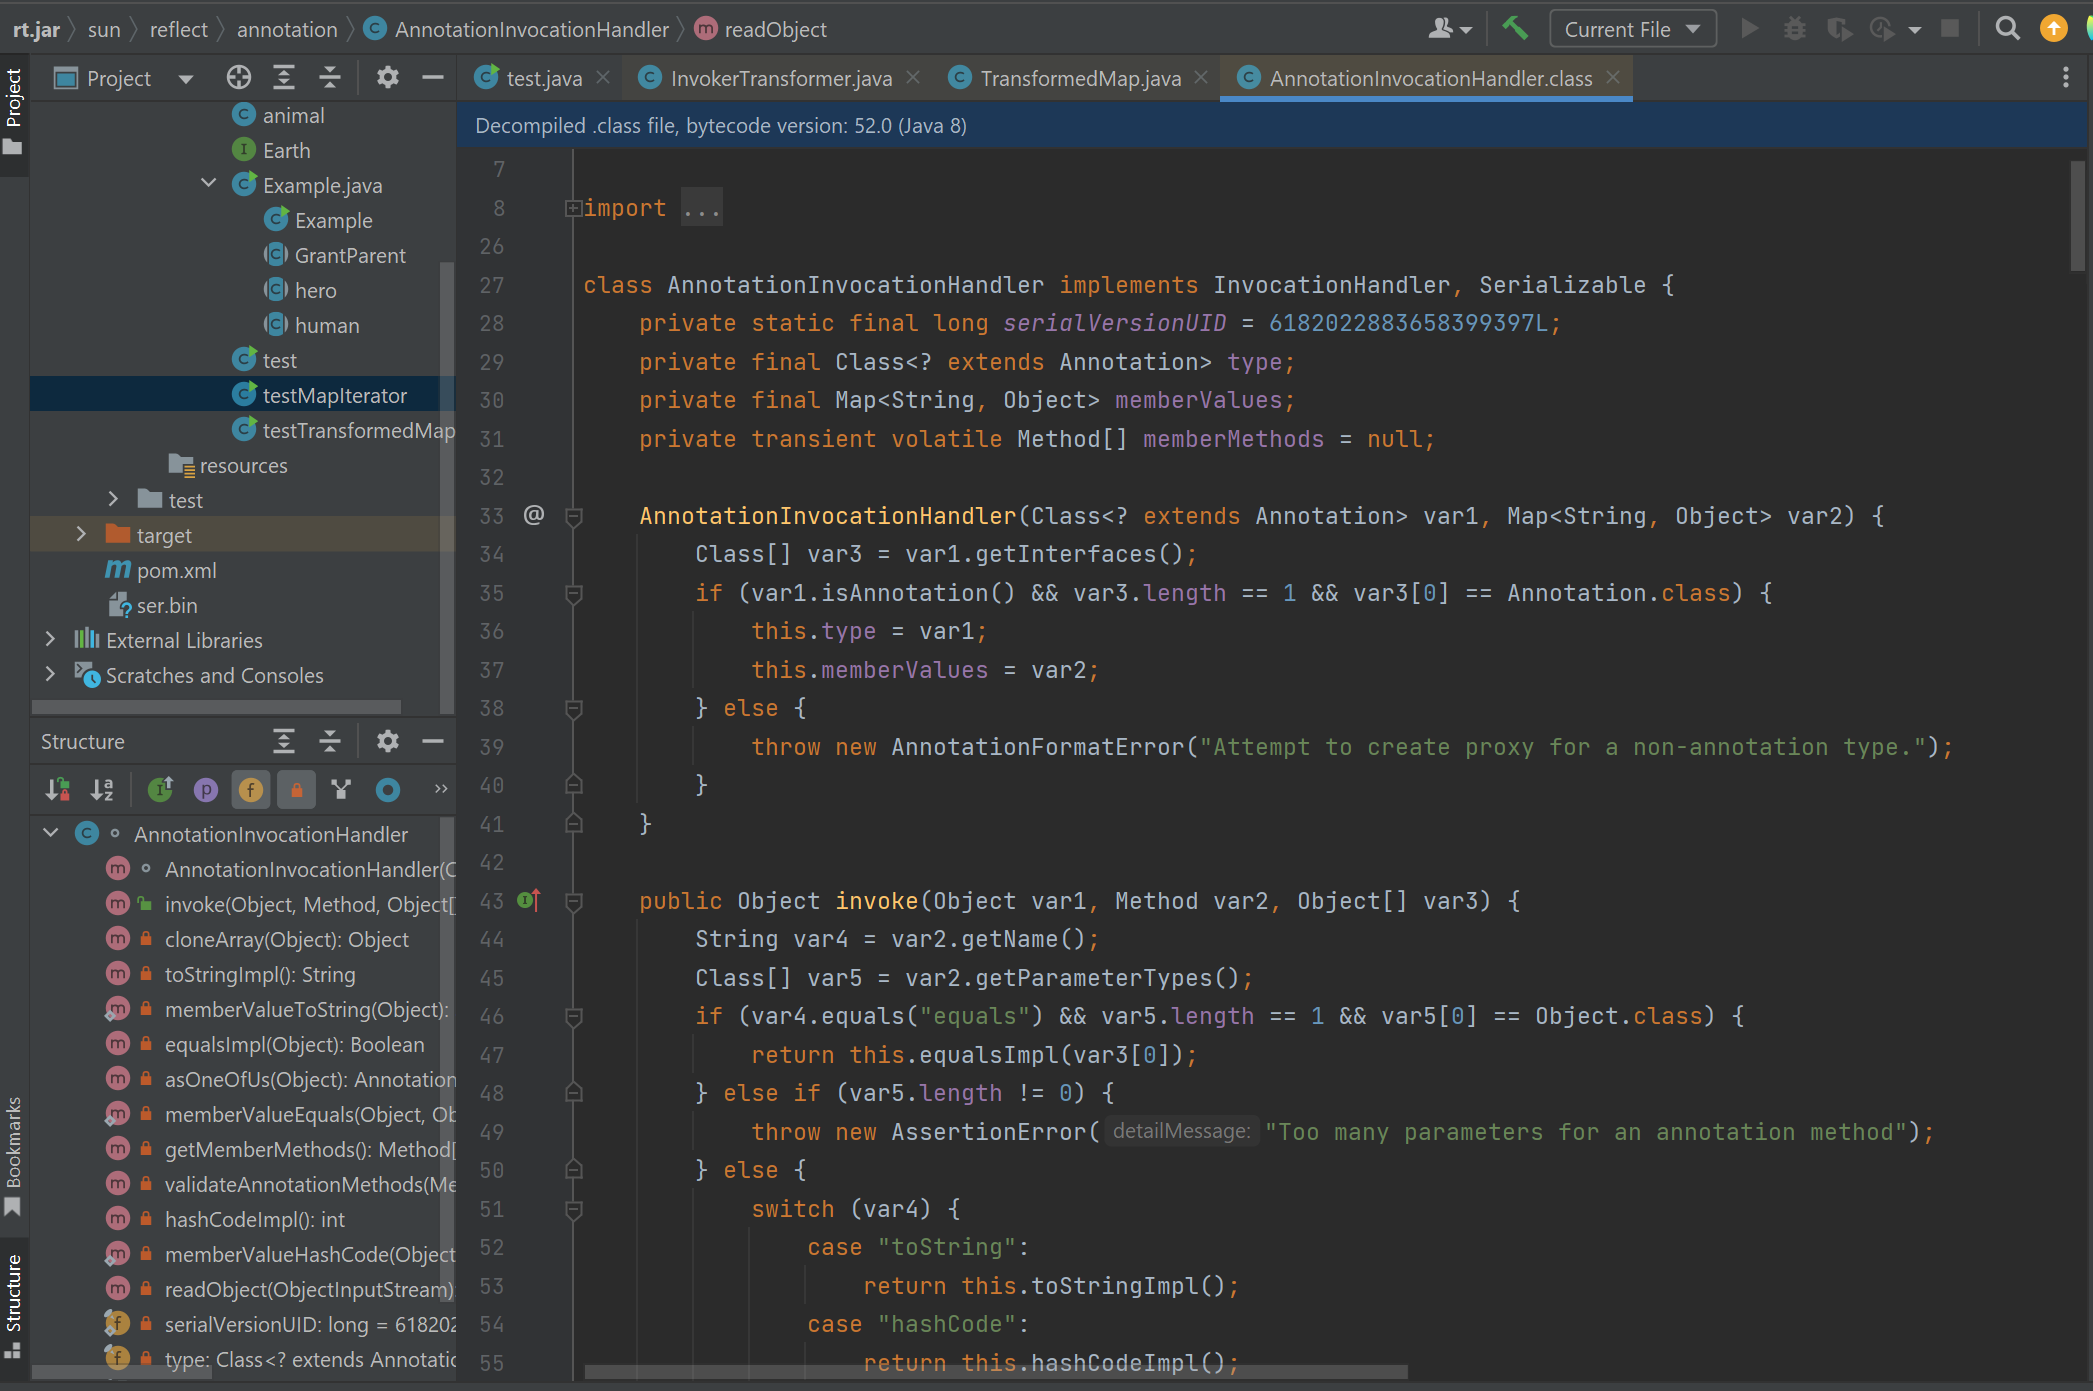 rt.jar sun reflect annotation AnnotationInvocationHandler readObject Current File
Project
Project
test.java InvokerTransformer.java TransformedMap.java AnnotationInvocationHandler.class
Decompiled .class file, bytecode version: 52.0 (Java 8)
animal
Earth
Example.java
Example
GrantParent
hero
human
test
testMapIterator
testTransformedMap
resources
test
target
pom.xml
ser.bin
External Libraries
Scratches and Consoles
Structure
AnnotationInvocationHandler
AnnotationInvocationHandler(C
invoke(Object, Method, Object[]
cloneArray(Object): Object
toStringImpl(): String
memberValueToString(Object):
equalsImpl(Object): Boolean
asOneOfUs(Object): Annotation
memberValueEquals(Object, Ob
getMemberMethods(): Method[
validateAnnotationMethods(Me
hashCodeImpl(): int
memberValueHashCode(Object
readObject(ObjectInputStream)
serialVersionUID: long = 618202
type: Class<? extends Annotatic
Bookmarks
Structure
7
8 import ...
26
27 class AnnotationInvocationHandler implements InvocationHandler, Serializable {
28 private static final long serialVersionUID = 6182022883658399397L;
29 private final Class<? extends Annotation> type;
30 private final Map<String, Object> memberValues;
31 private transient volatile Method[] memberMethods = null;
32
33 @ AnnotationInvocationHandler(Class<? extends Annotation> var1, Map<String, Object> var2) {
34 Class[] var3 = var1.getInterfaces();
35 if (var1.isAnnotation() && var3.length == 1 && var3[0] == Annotation.class) {
36 this.type = var1;
37 this.memberValues = var2;
38 } else {
39 throw new AnnotationFormatError("Attempt to create proxy for a non-annotation type.");
40 }
41 }
42
43 public Object invoke(Object var1, Method var2, Object[] var3) {
44 String var4 = var2.getName();
45 Class[] var5 = var2.getParameterTypes();
46 if (var4.equals("equals") && var5.length == 1 && var5[0] == Object.class) {
47 return this.equalsImpl(var3[0]);
48 } else if (var5.length != 0) {
49 throw new AssertionError( detailMessage: "Too many parameters for an annotation method");
50 } else {
51 switch (var4) {
52 case "toString":
53 return this.toStringImpl();
54 case "hashCode":
55 return this.hashCodeImpl();